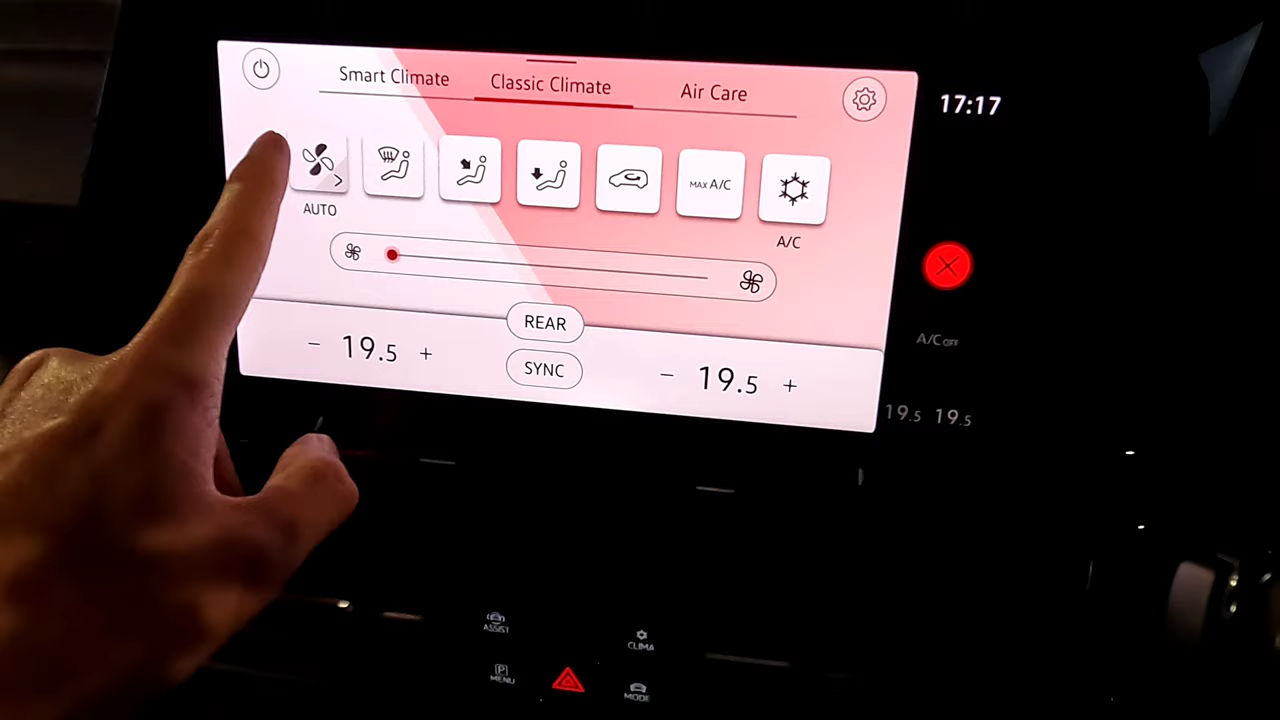 Smart Climate
Classic Climate
Air Care
17:17
MAX A/C
AUTO
A/C
REAR
A/C OFF
- 19.5 +
SYNC
- 19.5 +
19.5 19.5
ASSIST
CLIMA
P
MENU
MODE